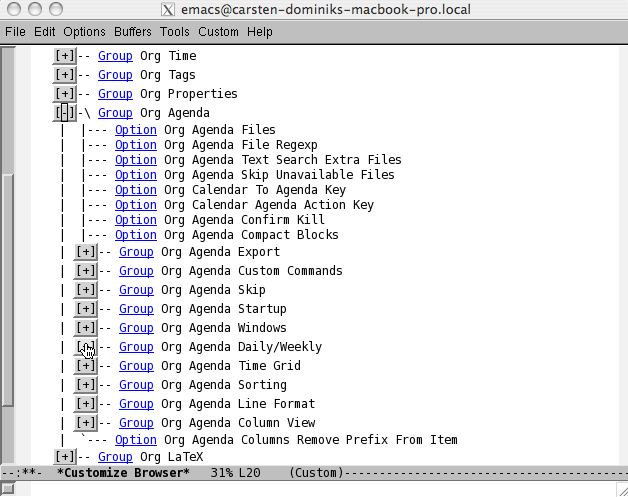 emacs@carsten-dominiks-macbook-pro.local
File Edit Options Buffers Tools Custom Help
[+]-- Group Org Time
[+]-- Group Org Tags
[+]-- Group Org Properties
[-]-\ Group Org Agenda
|  |--- Option Org Agenda Files
|  |--- Option Org Agenda File Regexp
|  |--- Option Org Agenda Text Search Extra Files
|  |--- Option Org Agenda Skip Unavailable Files
|  |--- Option Org Calendar To Agenda Key
|  |--- Option Org Calendar Agenda Action Key
|  |--- Option Org Agenda Confirm Kill
|  |--- Option Org Agenda Compact Blocks
| [+]-- Group Org Agenda Export
| [+]-- Group Org Agenda Custom Commands
| [+]-- Group Org Agenda Skip
| [+]-- Group Org Agenda Startup
| [+]-- Group Org Agenda Windows
| [+]-- Group Org Agenda Daily/Weekly
| [+]-- Group Org Agenda Time Grid
| [+]-- Group Org Agenda Sorting
| [+]-- Group Org Agenda Line Format
| [+]-- Group Org Agenda Column View
|  `--- Option Org Agenda Columns Remove Prefix From Item
[+]-- Group Org LaTeX
--:**-  *Customize Browser*   31% L20    (Custom)----------------------------------------